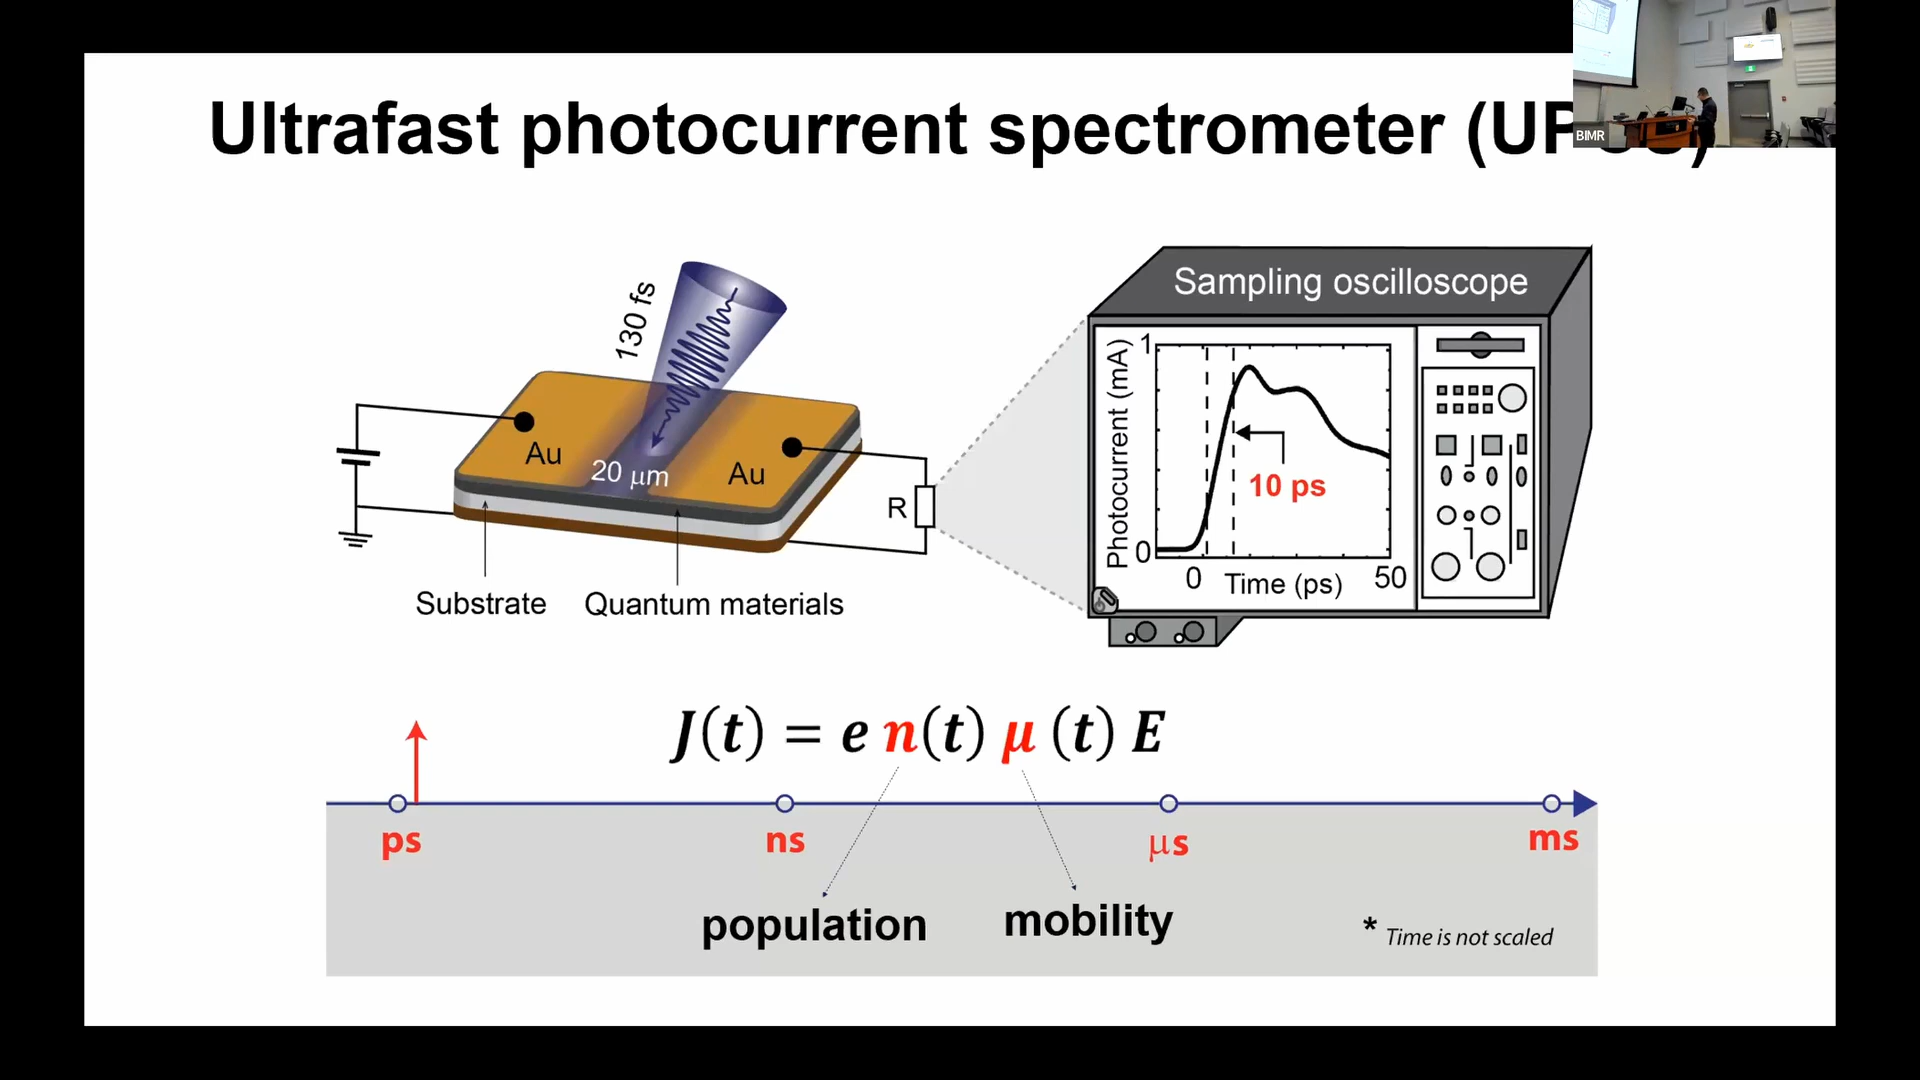 Ultrafast photocurrent spectrometer
BIMR
130 fs
Au
20 μm
Au
R
Substrate
Quantum materials
Sampling oscilloscope
Photocurrent (mA)
1
0
10 ps
0
Time (ps)
50
J(t) = e n(t) μ (t) E
ps
ns
μs
ms
population
mobility
* Time is not scaled